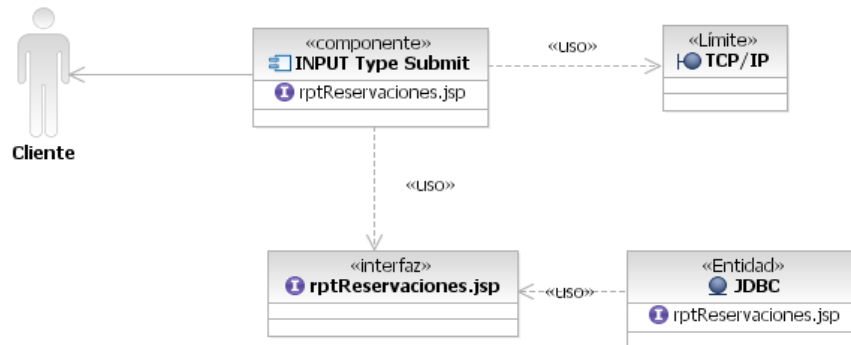 «componente»
INPUT Type Submit
rptReservaciones.jsp
«uso»
«Límite»
TCP/IP
Cliente
«uso»
«interfaz»
rptReservaciones.jsp
«uso»
«Entidad»
JDBC
rptReservaciones.jsp